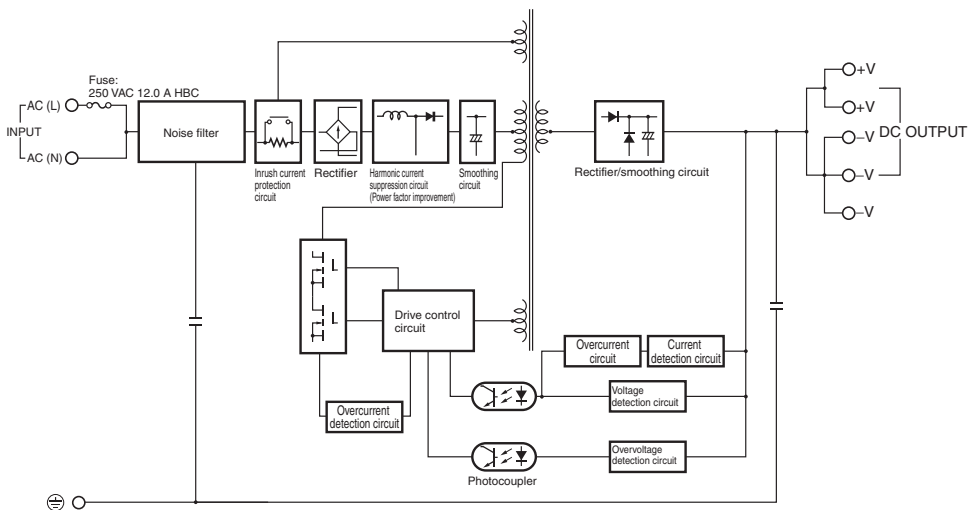 Fuse:
250 VAC 12.0 A HBC
AC (L)
INPUT
AC (N)
Noise filter
Inrush current
protection
circuit
Rectifier
Harmonic current
suppression circuit
(Power factor improvement)
Smoothing
circuit
Rectifier/smoothing circuit
+V
+V
–V
DC OUTPUT
–V
–V
Drive control
circuit
Overcurrent
detection circuit
Overcurrent
circuit
Current
detection circuit
Voltage
detection circuit
Overvoltage
detection circuit
Photocoupler